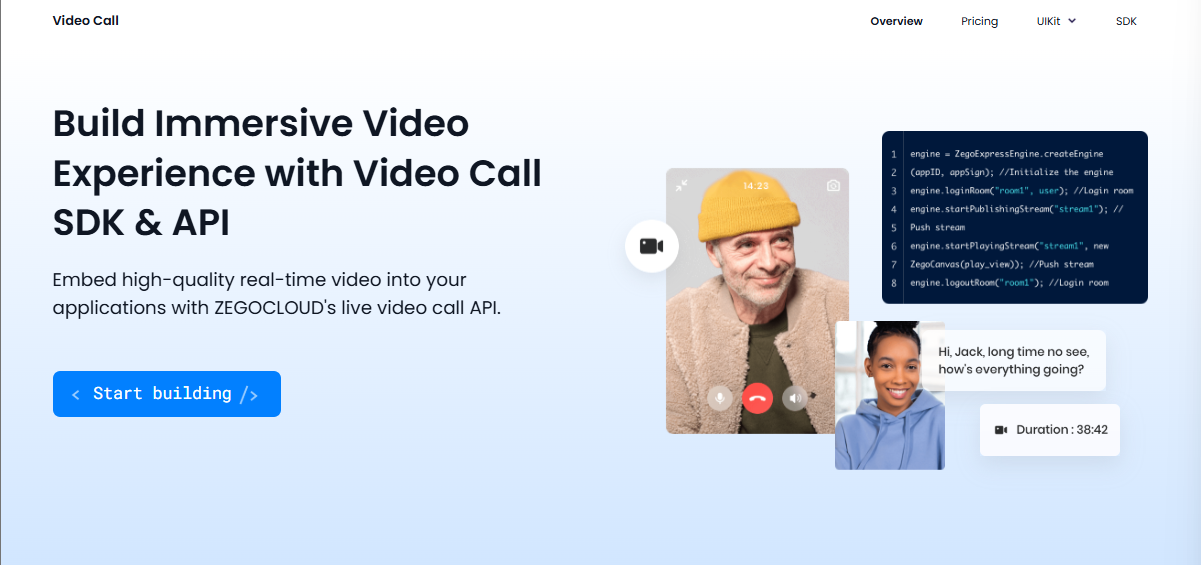 Video Call
Overview
Pricing
UIKit
SDK
Build Immersive Video
Experience with Video Call
SDK & API
Embed high-quality real-time video into your
applications with ZEGOCLOUD's live video call API.
< Start building />
14:23
1 engine = ZegoExpressEngine.createEngine
2 (appID, appSign); //Initialize the engine
3 engine.loginRoom("room1", user); //Login room
4 engine.startPublishingStream("stream1"); //
5 Push stream
6 engine.startPlayingStream("stream1", new
7 ZegoCanvas(play_view)); //Push stream
8 engine.logoutRoom("room1"); //Login room
Hi, Jack, long time no see,
how's everything going?
Duration : 38:42